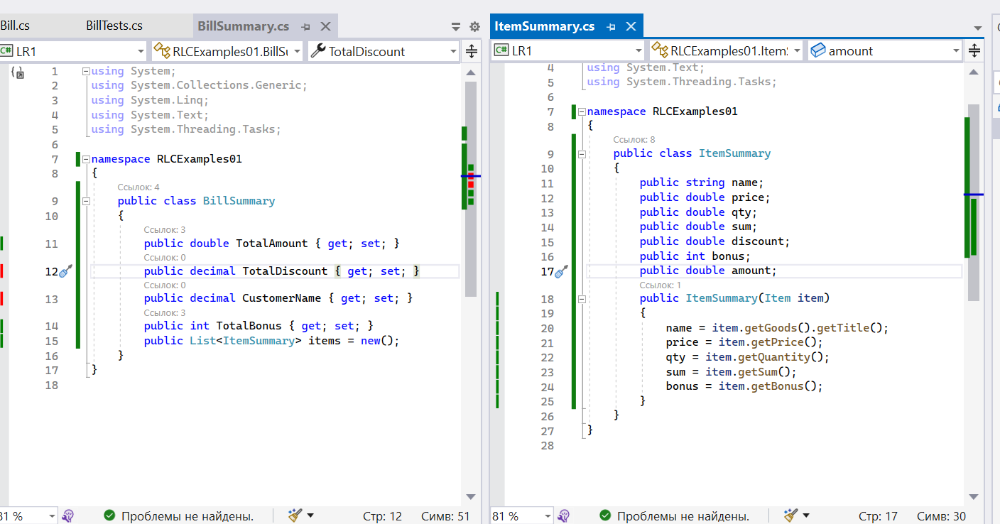 Bill.cs BillTests.cs BillSummary.cs
C# LR1 RLCExamples01.BillSu TotalDiscount
1 using System;
2 using System.Collections.Generic;
3 using System.Linq;
4 using System.Text;
5 using System.Threading.Tasks;
6
7 namespace RLCExamples01
8 {
Ссылок: 4
9 public class BillSummary
10 {
Ссылок: 3
11 public double TotalAmount { get; set; }
Ссылок: 0
12 public decimal TotalDiscount { get; set; }
Ссылок: 0
13 public decimal CustomerName { get; set; }
Ссылок: 3
14 public int TotalBonus { get; set; }
15 public List<ItemSummary> items = new();
16 }
17 }
18
81 % Проблемы не найдены. Стр: 12 Симв: 51
ItemSummary.cs
C# LR1 RLCExamples01.ItemS amount
4 using System.Text;
5 using System.Threading.Tasks;
6
7 namespace RLCExamples01
8 {
Ссылок: 8
9 public class ItemSummary
10 {
11 public string name;
12 public double price;
13 public double qty;
14 public double sum;
15 public double discount;
16 public int bonus;
17 public double amount;
Ссылок: 1
18 public ItemSummary(Item item)
19 {
20 name = item.getGoods().getTitle();
21 price = item.getPrice();
22 qty = item.getQuantity();
23 sum = item.getSum();
24 bonus = item.getBonus();
25 }
26 }
27 }
28
81 % Проблемы не найдены. Стр: 17 Симв: 30